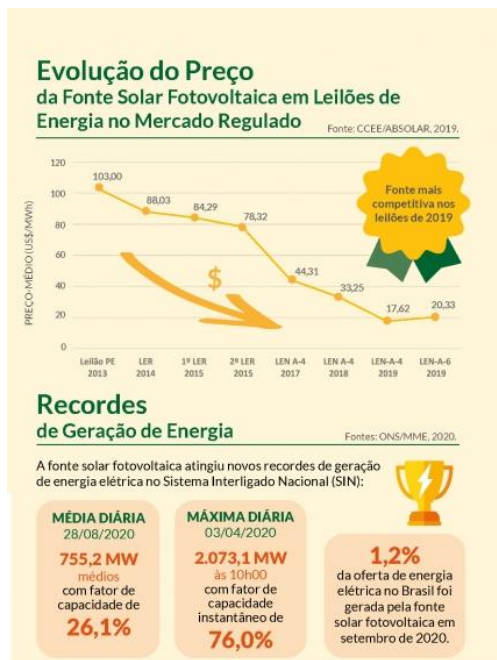 Evolução do Preço
da Fonte Solar Fotovoltaica em Leilões de
Energia no Mercado Regulado
Fonte: CCEE/ABSOLAR, 2019.
PREÇO-MÉDIO (US$/MWh)
120
100
80
60
40
20
0
103,00
88,03
84,29
78,32
44,31
33,25
17,62
20,33
$
Fonte mais
competitiva nos
leilões de 2019
Leilão PE
2013
LER
2014
1º LER
2015
2º LER
2015
LEN A-4
2017
LEN A-4
2018
LEN-A-4
2019
LEN-A-6
2019
Recordes
de Geração de Energia
Fontes: ONS/MME, 2020.
A fonte solar fotovoltaica atingiu novos recordes de geração
de energia elétrica no Sistema Interligado Nacional (SIN):
MÉDIA DIÁRIA
28/08/2020
755,2 MW
médios
com fator de
capacidade de
26,1%
MÁXIMA DIÁRIA
03/04/2020
2.073,1 MW
às 10h00
com fator de
capacidade
instantâneo de
76,0%
1,2%
da oferta de energia
elétrica no Brasil foi
gerada pela fonte
solar fotovoltaica em
setembro de 2020.